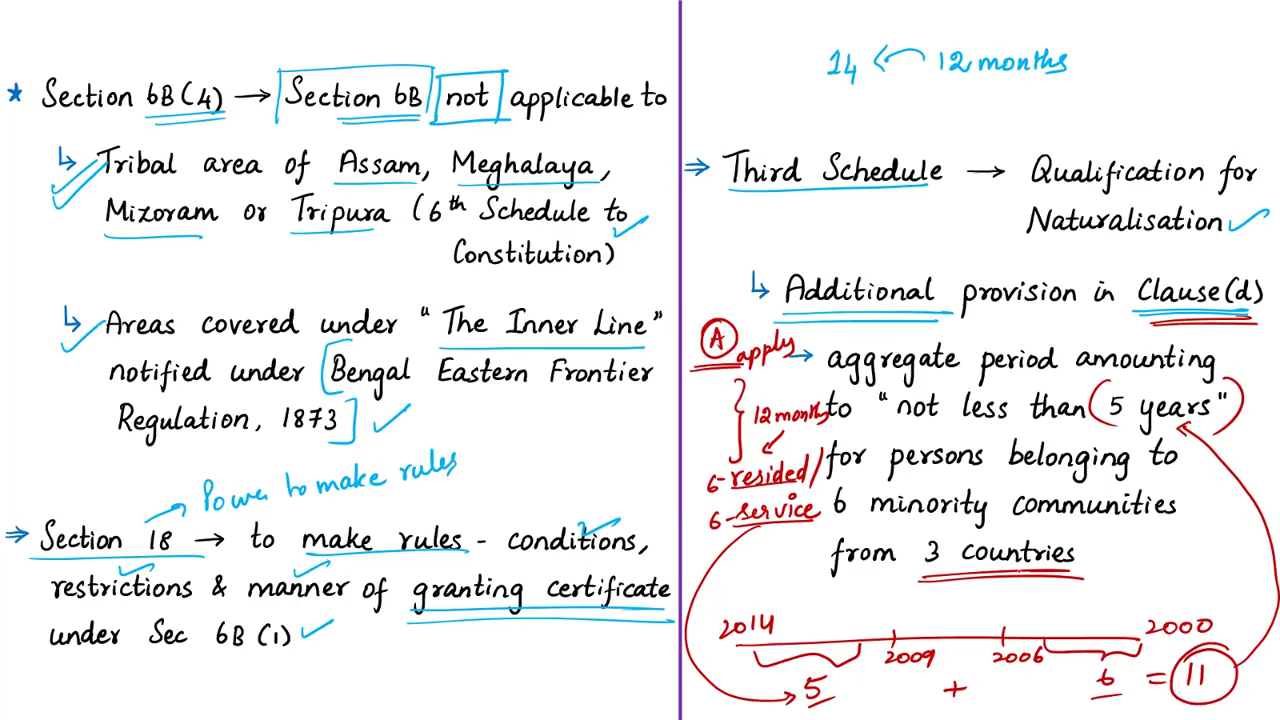 * Section 6B(4) → Section 6B not applicable to
↳ Tribal area of Assam, Meghalaya,
Mizoram or Tripura (6th Schedule to
Constitution)
↳ Areas covered under "The Inner Line"
notified under [Bengal Eastern Frontier
Regulation, 1873]
Power to make rules
⇒ Section 18 → to make rules - conditions,
restrictions & manner of granting certificate
under Sec 6B(1)
14 ← 12 months
⇒ Third Schedule → Qualification for
Naturalisation
↳ Additional provision in Clause(d)
→ aggregate period amounting
to "not less than (5 years")
for persons belonging to
6 minority communities
from 3 countries
A apply
12 months
6-resided/
6-service
2014 2009 2006 2000
5 + 6 = 11